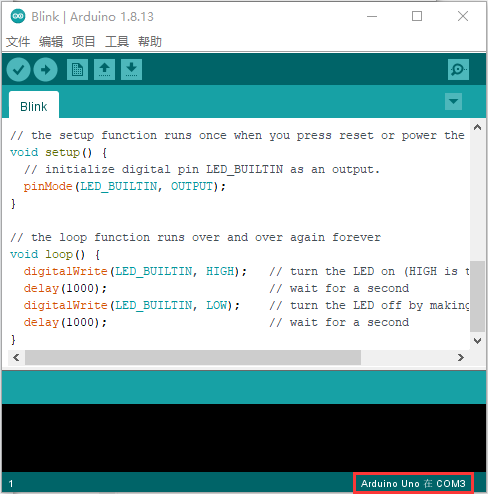 Blink | Arduino 1.8.13
文件 编辑 项目 工具 帮助
Blink
// the setup function runs once when you press reset or power the
void setup() {
  // initialize digital pin LED_BUILTIN as an output.
  pinMode(LED_BUILTIN, OUTPUT);
}
// the loop function runs over and over again forever
void loop() {
  digitalWrite(LED_BUILTIN, HIGH);   // turn the LED on (HIGH is t
  delay(1000);                       // wait for a second
  digitalWrite(LED_BUILTIN, LOW);    // turn the LED off by making
  delay(1000);                       // wait for a second
}
1 Arduino Uno 在 COM3